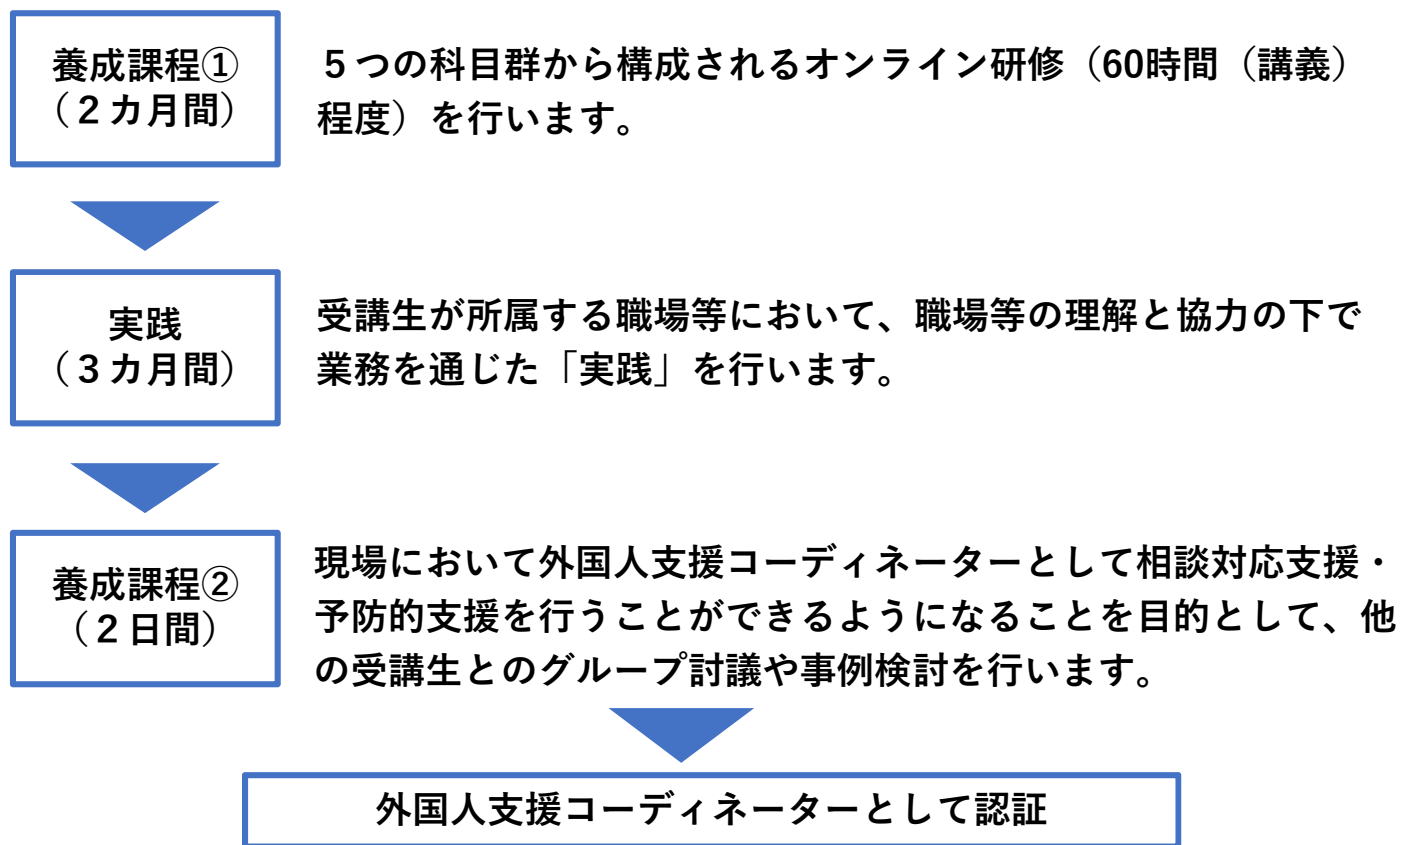 養成課程①
（２カ月間）
５つの科目群から構成されるオンライン研修（60時間（講義）
程度）を行います。
実践
（３カ月間）
受講生が所属する職場等において、職場等の理解と協力の下で
業務を通じた「実践」を行います。
養成課程②
（２日間）
現場において外国人支援コーディネーターとして相談対応支援・
予防的支援を行うことができるようになることを目的として、他
の受講生とのグループ討議や事例検討を行います。
外国人支援コーディネーターとして認証